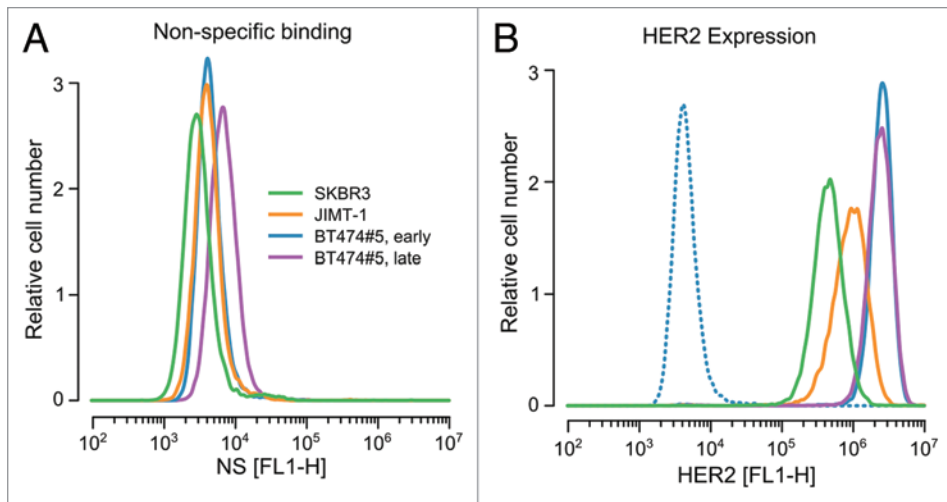 A
Non-specific binding
Relative cell number
3
2
1
0
SKBR3
JIMT-1
BT474#5, early
BT474#5, late
10² 10³ 10⁴ 10⁵ 10⁶ 10⁷
NS [FL1-H]
B
HER2 Expression
Relative cell number
3
2
1
0
10² 10³ 10⁴ 10⁵ 10⁶ 10⁷
HER2 [FL1-H]